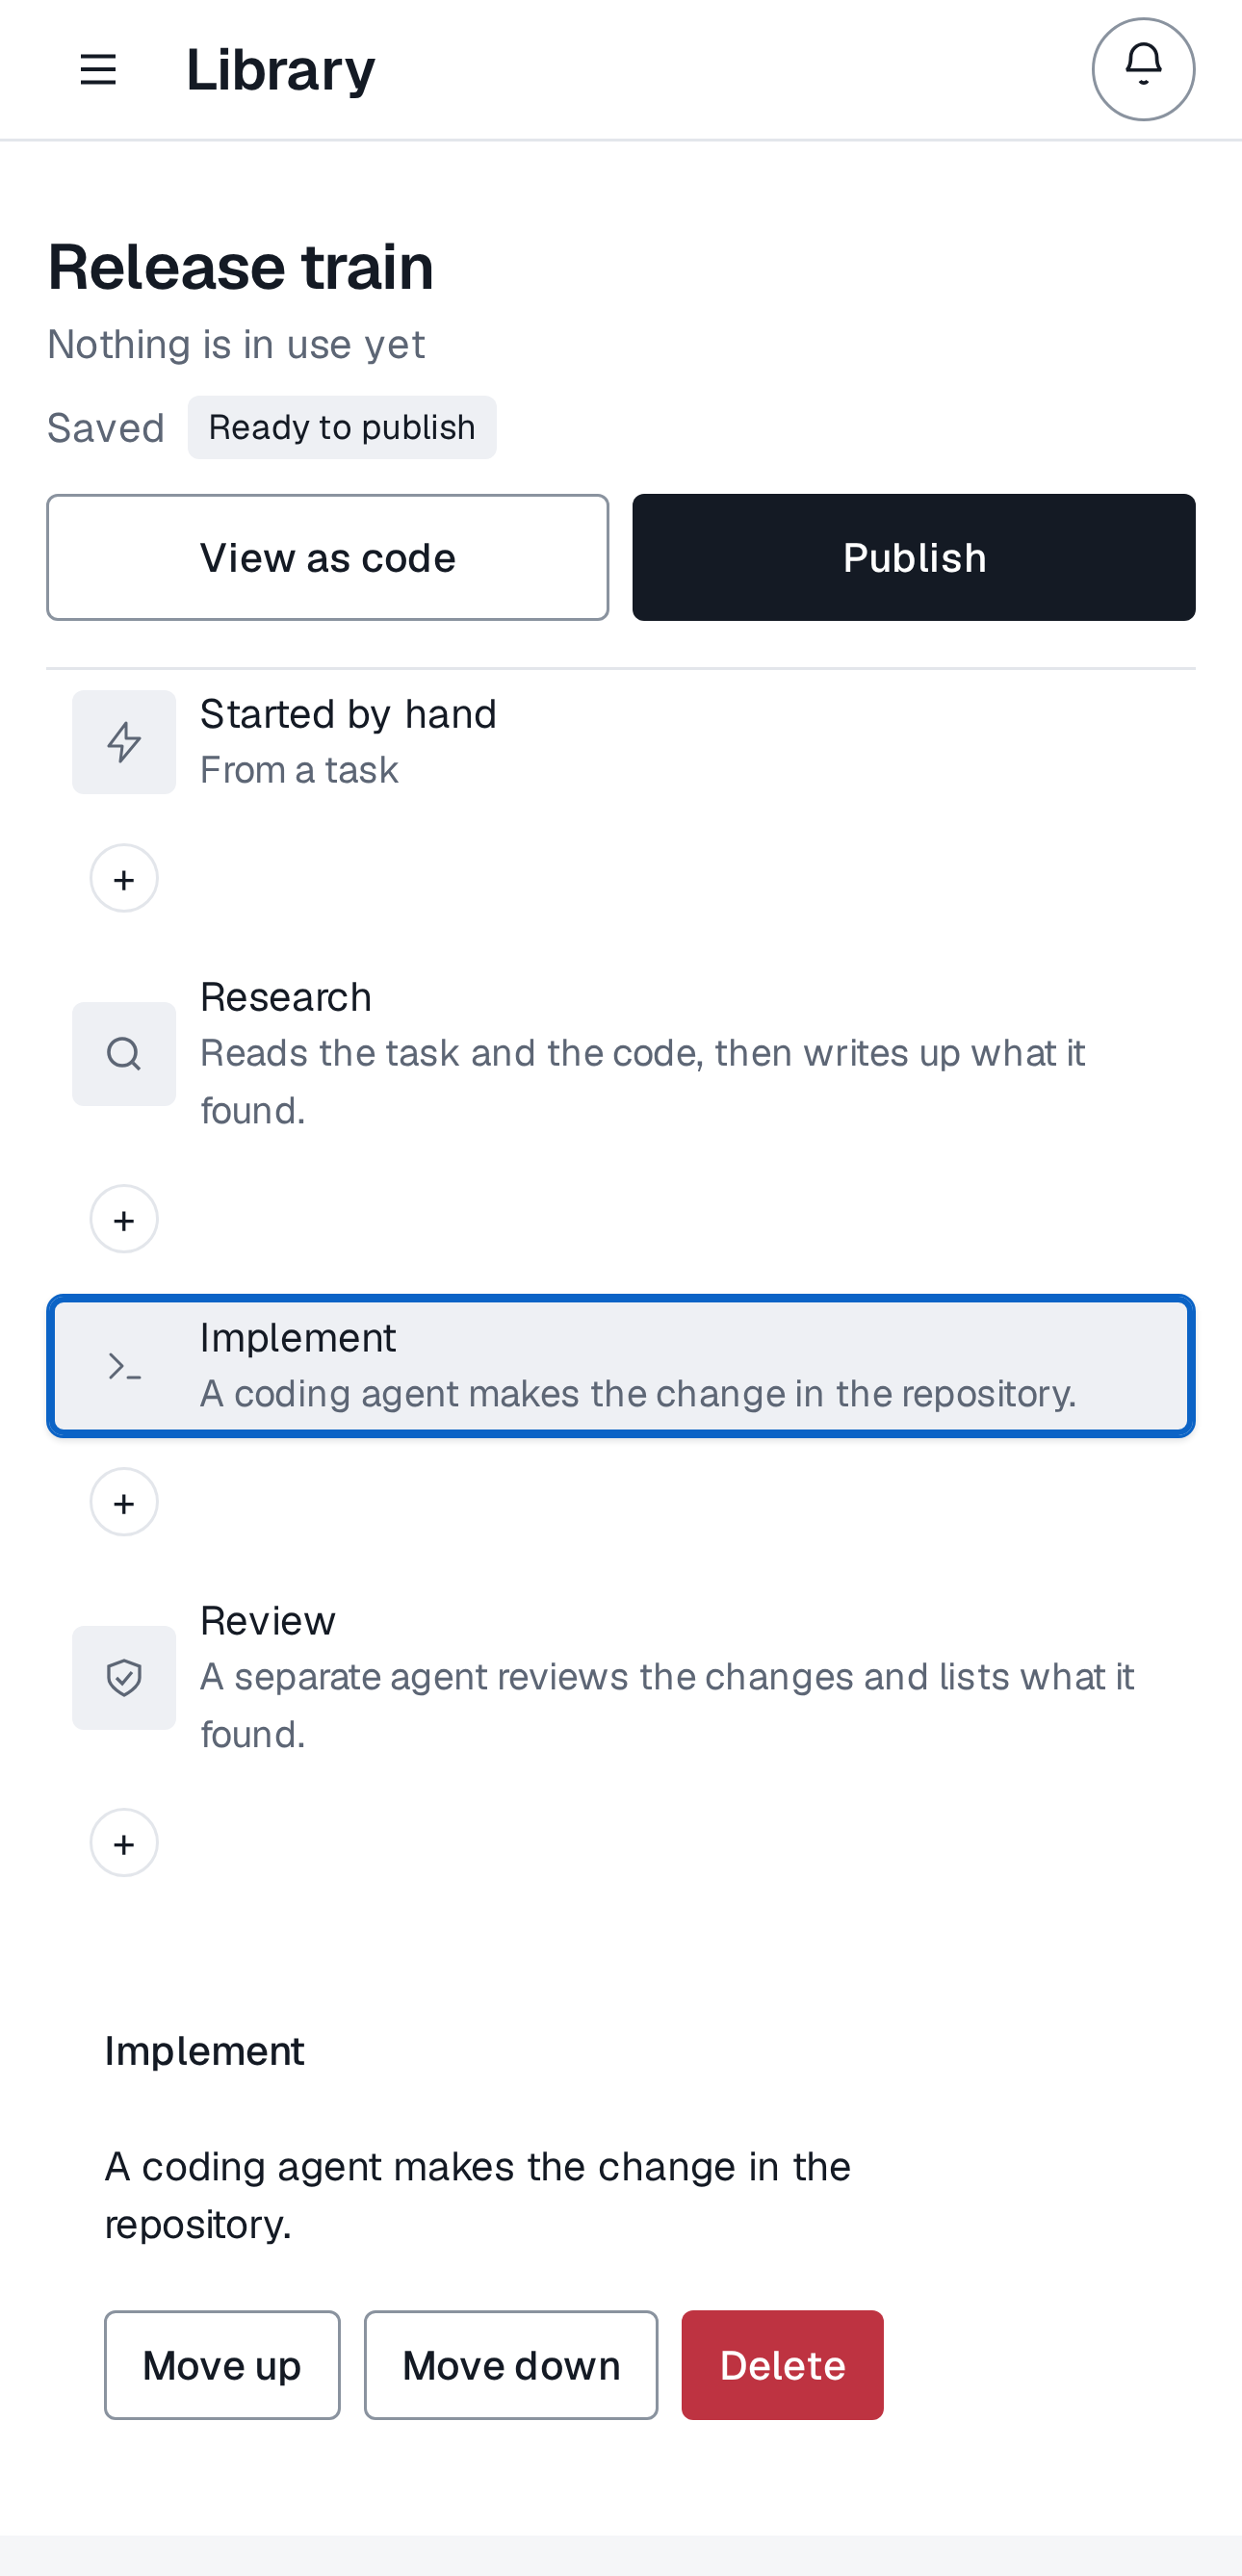 Library
Release train
Nothing is in use yet
Saved
Ready to publish
View as code
Publish
Started by hand
From a task
+
Research
Reads the task and the code, then writes up what it
found.
+
Implement
A coding agent makes the change in the repository.
+
Review
A separate agent reviews the changes and lists what it
found.
+
Implement
A coding agent makes the change in the
repository.
Move up
Move down
Delete